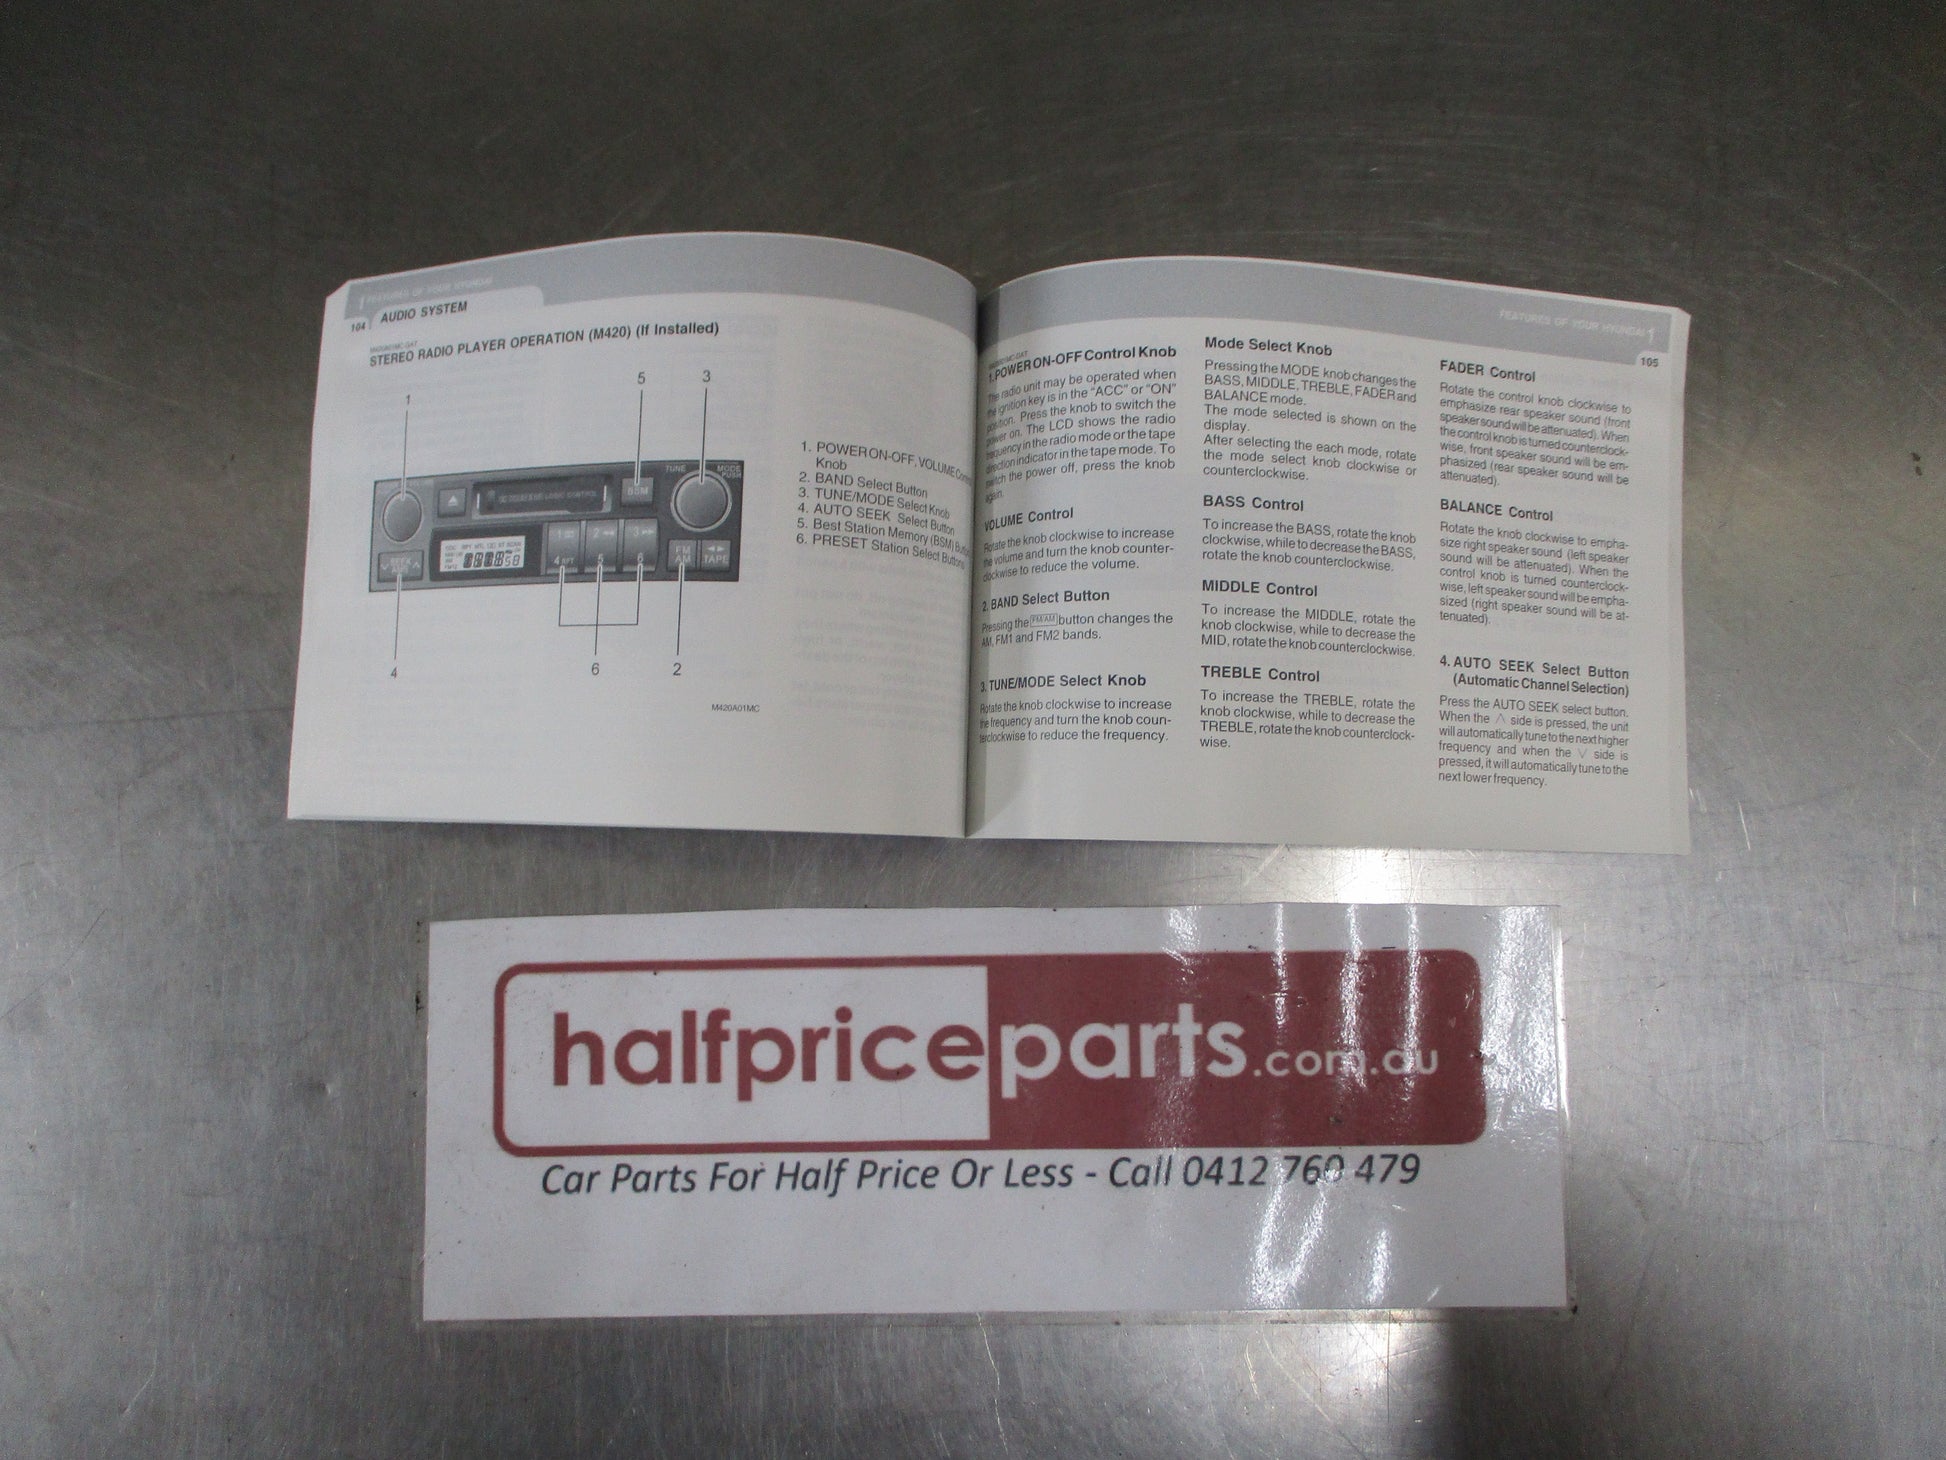 1 FEATURES OF YOUR HYUNDAI
104 AUDIO SYSTEM
STEREO RADIO PLAYER OPERATION (M420) (If Installed)
5
3
1
TUNE
MODE
PUSH
BSM
1
2
3
4 RPT
5
6
FM
AM
TAPE
4
6
2
M420A01MC
1. POWER ON-OFF, VOLUME
Knob
2. BAND Select Button
3. TUNE/MODE Select Knob
4. AUTO SEEK Select Button
5. Best Station Memory (BSM)
6. PRESET Station Select Buttons
FEATURES OF YOUR HYUNDAI 1
105
1. POWER ON-OFF Control Knob
The radio unit may be operated when
the ignition key is in the "ACC" or "ON"
position. Press the knob to switch the
power on. The LCD shows the radio
frequency in the radio mode or the tape
direction indicator in the tape mode. To
switch the power off, press the knob
again.
VOLUME Control
Rotate the knob clockwise to increase
the volume and turn the knob counter-
clockwise to reduce the volume.
2. BAND Select Button
Pressing the FM/AM button changes the
AM, FM1 and FM2 bands.
3. TUNE/MODE Select Knob
Rotate the knob clockwise to increase
the frequency and turn the knob coun-
terclockwise to reduce the frequency.
Mode Select Knob
Pressing the MODE knob changes the
BASS, MIDDLE, TREBLE, FADER and
BALANCE mode.
The mode selected is shown on the
display.
After selecting the each mode, rotate
the mode select knob clockwise or
counterclockwise.
BASS Control
To increase the BASS, rotate the knob
clockwise, while to decrease the BASS,
rotate the knob counterclockwise.
MIDDLE Control
To increase the MIDDLE, rotate the
knob clockwise, while to decrease the
MID, rotate the knob counterclockwise.
TREBLE Control
To increase the TREBLE, rotate the
knob clockwise, while to decrease the
TREBLE, rotate the knob counterclock-
wise.
FADER Control
Rotate the control knob clockwise to
emphasize rear speaker sound (front
speaker sound will be attenuated). When
the control knob is turned counterclock-
wise, front speaker sound will be em-
phasized (rear speaker sound will be
attenuated).
BALANCE Control
Rotate the knob clockwise to empha-
size right speaker sound (left speaker
sound will be attenuated). When the
control knob is turned counterclock-
wise, left speaker sound will be empha-
sized (right speaker sound will be at-
tenuated).
4. AUTO SEEK Select Button
(Automatic Channel Selection)
Press the AUTO SEEK select button.
When the ∧ side is pressed, the unit
will automatically tune to the next higher
frequency and when the ∨ side is
pressed, it will automatically tune to the
next lower frequency.
halfpriceparts.com.au
Car Parts For Half Price Or Less - Call 0412 760 479